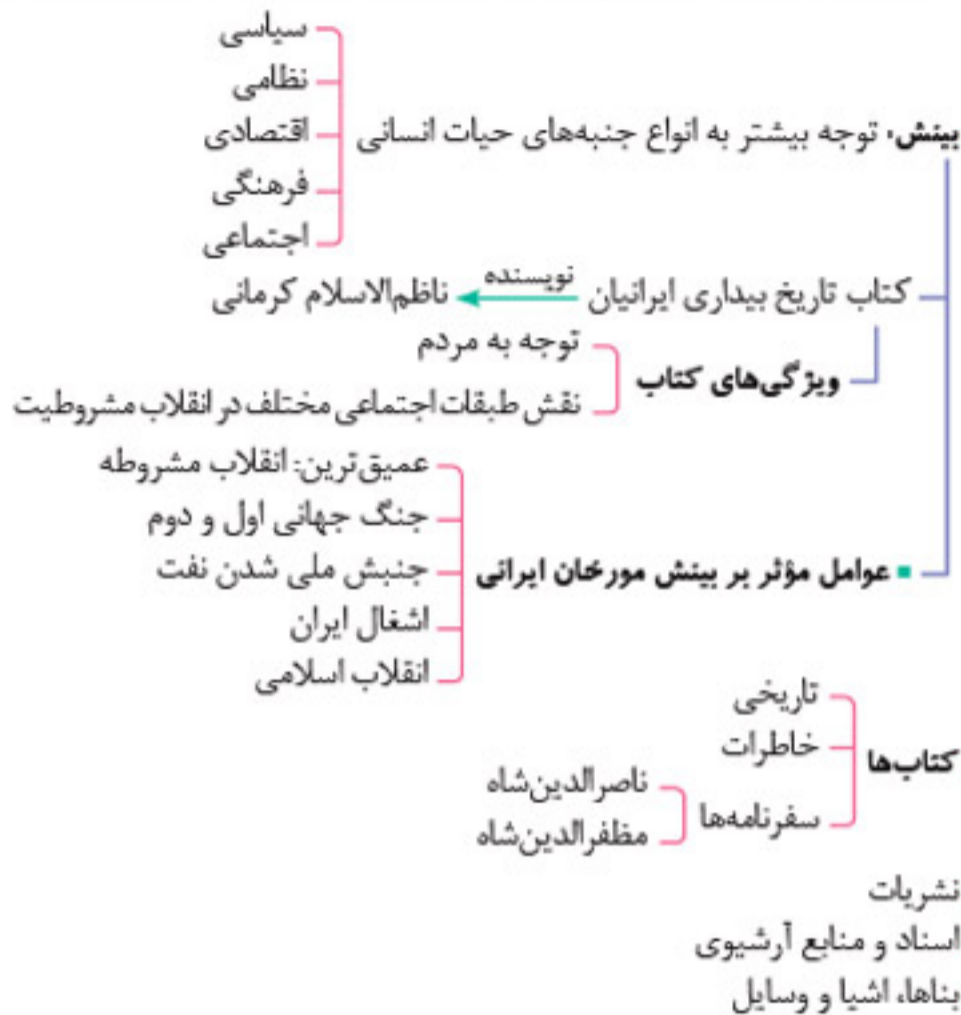 سیاسی
نظامی
بینش: توجه بیشتر به انواع جنبه‌های حیات انسانی
اقتصادی
فرهنگی
اجتماعی
کتاب تاریخ بیداری ایرانیان
نویسنده
ناظم‌الاسلام کرمانی
ویژگی‌های کتاب
توجه به مردم
نقش طبقات اجتماعی مختلف در انقلاب مشروطیت
عوامل مؤثر بر بینش مورخان ایرانی
عمیق‌ترین: انقلاب مشروطه
جنگ جهانی اول و دوم
جنبش ملی شدن نفت
اشغال ایران
انقلاب اسلامی
کتاب‌ها
تاریخی
خاطرات
سفرنامه‌ها
ناصرالدین‌شاه
مظفرالدین‌شاه
نشریات
اسناد و منابع آرشیوی
بناها، اشیا و وسایل